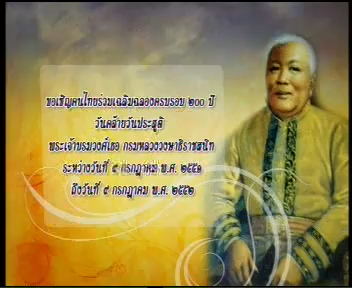 ขอเชิญคนไทยร่วมเฉลิมฉลองครบรอบ ๒๐๐ ปี
วันคล้ายวันประสูติ
พระเจ้าบรมวงศ์เธอ กรมหลวงวงษาธิราชสนิท
ระหว่างวันที่ ๙ กรกฎาคม พ.ศ. ๒๕๕๑
ถึงวันที่ ๙ กรกฎาคม พ.ศ. ๒๕๕๒